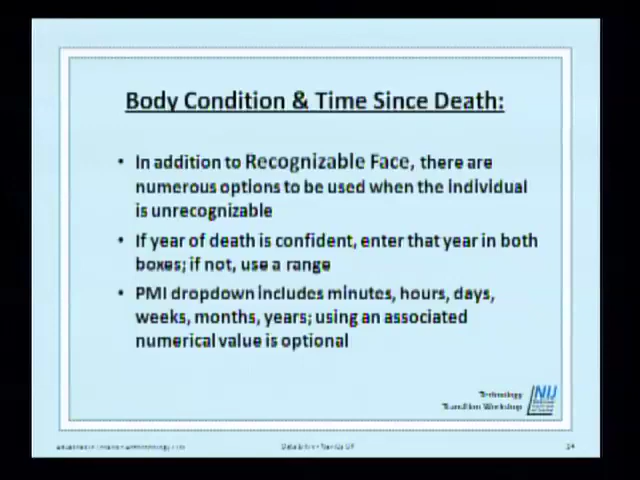 Body Condition & Time Since Death:
• In addition to Recognizable Face, there are
numerous options to be used when the individual
is unrecognizable
• If year of death is confident, enter that year in both
boxes; if not, use a range
• PMI dropdown includes minutes, hours, days,
weeks, months, years; using an associated
numerical value is optional
Technology
Transition Workshop
NIJ